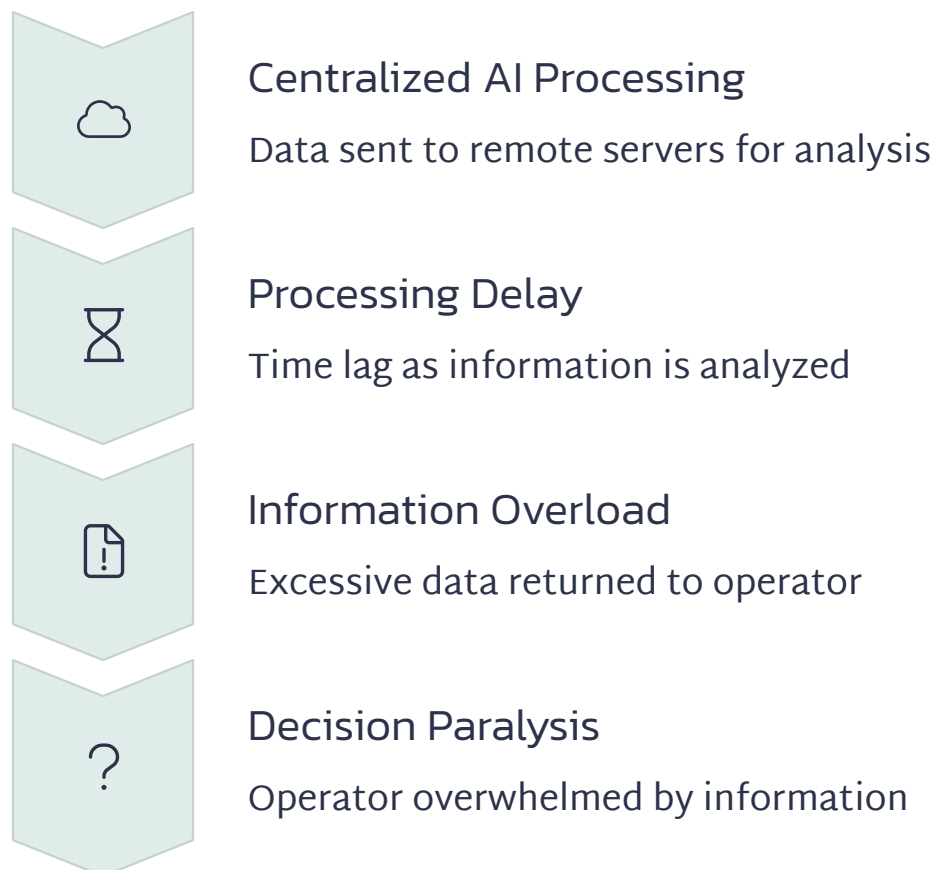 Centralized AI Processing
Data sent to remote servers for analysis
Processing Delay
Time lag as information is analyzed
Information Overload
Excessive data returned to operator
Decision Paralysis
Operator overwhelmed by information